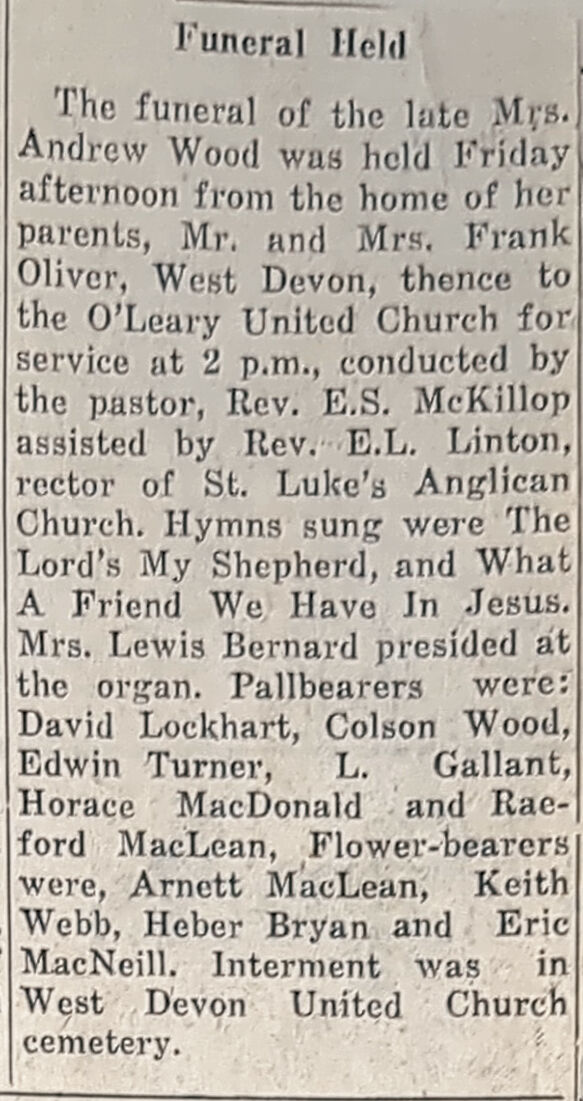 Funeral Held
The funeral of the late Mrs.
Andrew Wood was held Friday
afternoon from the home of her
parents, Mr. and Mrs. Frank
Oliver, West Devon, thence to
the O'Leary United Church for
service at 2 p.m., conducted by
the pastor, Rev. E.S. McKillop
assisted by Rev. E.L. Linton,
rector of St. Luke's Anglican
Church. Hymns sung were The
Lord's My Shepherd, and What
A Friend We Have In Jesus.
Mrs. Lewis Bernard presided at
the organ. Pallbearers were:
David Lockhart, Colson Wood,
Edwin Turner, L. Gallant,
Horace MacDonald and Rae-
ford MacLean, Flower-bearers
were, Arnett MacLean, Keith
Webb, Heber Bryan and Eric
MacNeill. Interment was in
West Devon United Church
cemetery.